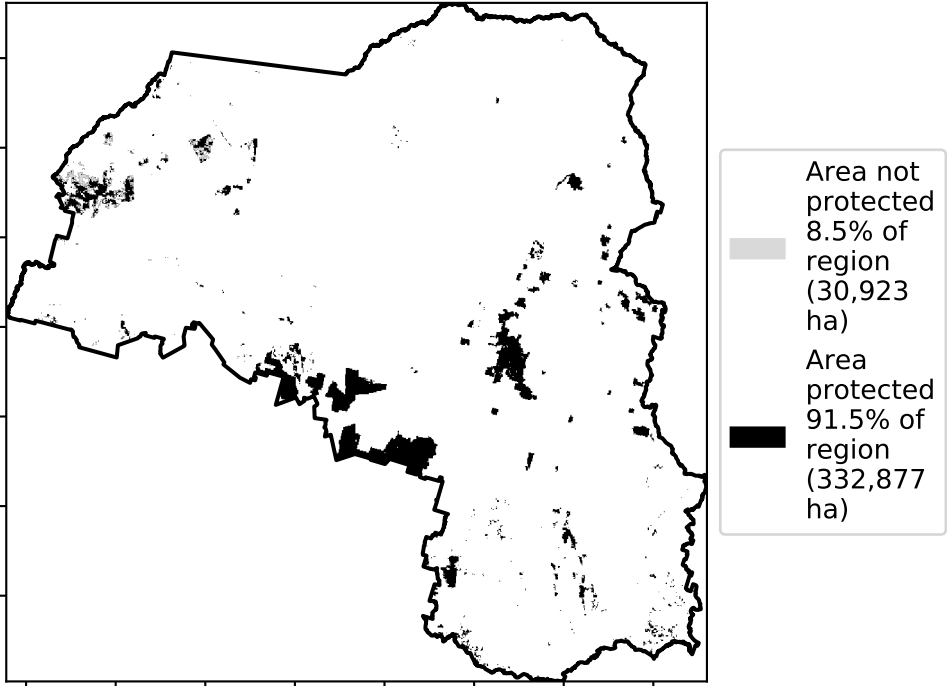 Area not
protected
8.5% of
region
(30,923
ha)
Area
protected
91.5% of
region
(332,877
ha)